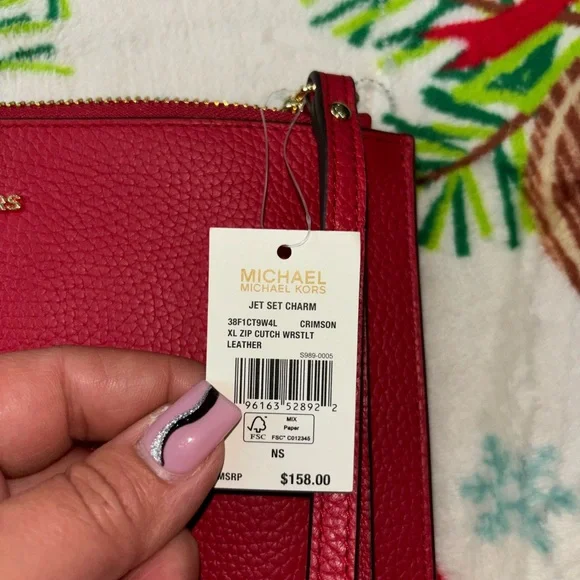 RS
MICHAEL
MICHAEL KORS
JET SET CHARM
38F1CT9W4L CRIMSON
XL ZIP CUTCH WRSTLT
LEATHER
S989-0005
96163 52892 2
FSC
MIX
Paper
FSC® C012345
NS
MSRP $158.00